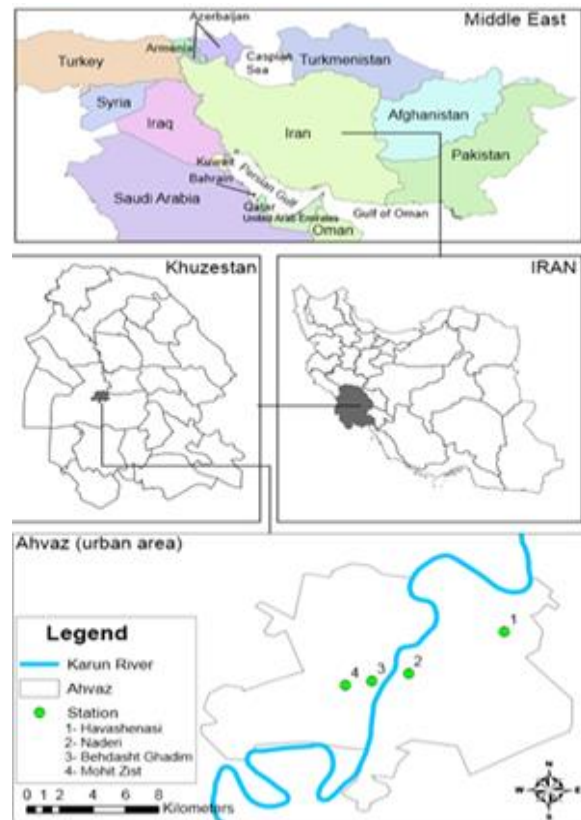 Middle East
Azerbaijan
Armenia
Caspian
Sea
Turkmenistan
Turkey
Syria
Iraq
Iran
Afghanistan
Pakistan
Kuwait
Bahrain
Persian Gulf
Saudi Arabia
Qatar
United Arab Emirates
Gulf of Oman
Oman
Khuzestan
IRAN
Ahvaz (urban area)
1
2
3
4
Legend
Karun River
Ahvaz
Station
1- Havashenasi
2- Naderi
3- Behdasht Ghadim
4- Mohit Zist
0 1 2 4 6 8
Kilometers
N
W E
S